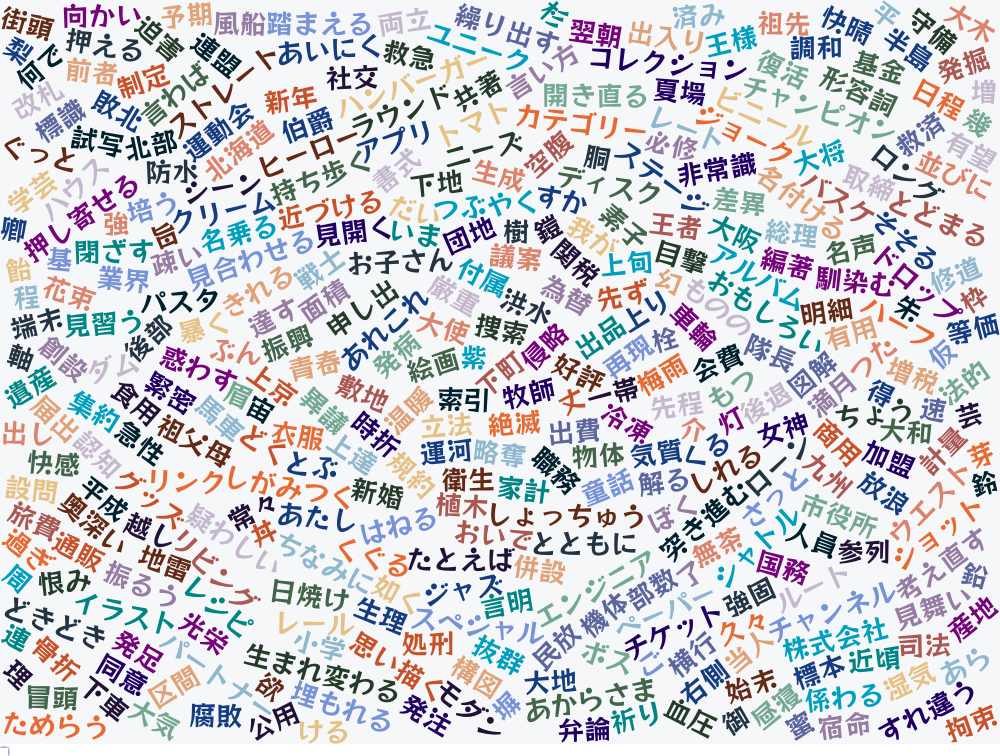 街頭
向かい
予期
風船
踏まえる
両立
繰り出す
亡
翌朝
出入り
済み
王様
祖先
快晴
平
半島
守備
大木
梨
何で
押える
迫害
連盟
ストレート
あいにく
救急
ユニーク
言い方
コレクション
調和
復活
形容詞
基金
発掘
改札
前者
制定
言わば
社交
ハンバーガー
共著
開き直る
夏場
ビニール
チャンピオン
日程
増
幾
標識
敗北
新年
ラウンド
カテゴリー
レート
ジョーク
救済
有望
ぐっと
試写
北部
運動会
伯爵
アプリ
トマト
ニーズ
空腹
胴
ステージ
必修
非常識
大将
ロング
並びに
学芸
ハウス
防水
北海道
ヒーロー
シーン
持ち歩く
書式
下地
生成
ディスク
差異
名付ける
バスケ
取締
とどまる
卿
押し寄せる
強
培う
クリーム
近づける
だい
つぶやく
すか
素子
王者
大阪
総理
名声
そそる
ドロップ
飴
基
閉ざす
旨
名乗る
見開く
いま
団地
樹
鎧
我が
目撃
アルバム
編著
馴染む
修道
程
花束
業界
疎い
見合わせる
戦士
お子さん
付属
議案
関税
上旬
幻
おもしろい
ものの
明細
朱
枠
端末
見習う
パスタ
暴く
きれる
達す
面積
申し出
厳重
洪水
為替
先ず
上り
車輪
隊長
有用
ハーフ
等価
軸
創設
ダム
後部
惑わす
ぶん
振興
青春
あれこれ
発病
大使
絵画
捜索
紫
下町
侵略
出品
再現
栓
会費
図解
つた
増税
仮
法的
遺産
届出
集約
食用
緊密
眉
上京
宙
異議
敷地
温暖
索引
牧師
好評
丈
一帯
梅雨
先程
もつ
後退
満月
得
速
芸
出し
認知
急性
祖父母
馬車
どく
衣服
上達
時折
規約
立法
運河
絶滅
略奪
出費
冷凍
介
灯
女神
ちょう
大和
計量
芽
快感
グリンク
とぶ
職務
物体
気質
くる
商用
加盟
鈴
設問
平成
グッズ
しがみつく
新婚
衛生
家計
童話
解る
しれる
ローン
九州
放浪
ウエスト
旅費
奥深い
越し
疑わしい
常々
丼
あたし
はねる
植木
しょっちゅう
ぼく
突き進む
さっと
市役所
ショット
過ぎ
通販
地雷
リビング
ちなみに
くぐる
おいで
とともに
無茶
シャトル
人員
参列
周
恨み
振るう
レシピ
日焼け
如く
たとえば
併設
エンジニア
部数
了
国務
ルート
考え直す
鉛
どきどき
イラスト
光栄
レール
生理
ジャズ
言明
スペシャル
機体
ペーパー
チケット
強固
チャンネル
見舞い
産地
連
骨折
発足
パートナー
小学
思い描く
処刑
抜群
民放
ボス
ご
横行
久々
当人
株式会社
近頃
司法
理
冒頭
下車
同意
区間
生まれ変わる
欲
埋もれる
構図
モダン
大地
あからさま
右側
始末
標本
係わる
湿気
あら
ためらう
大気
腐敗
公用
ける
発注
弁論
祈り
血圧
御
昼寝
蜜
宿命
すれ違う
拘束